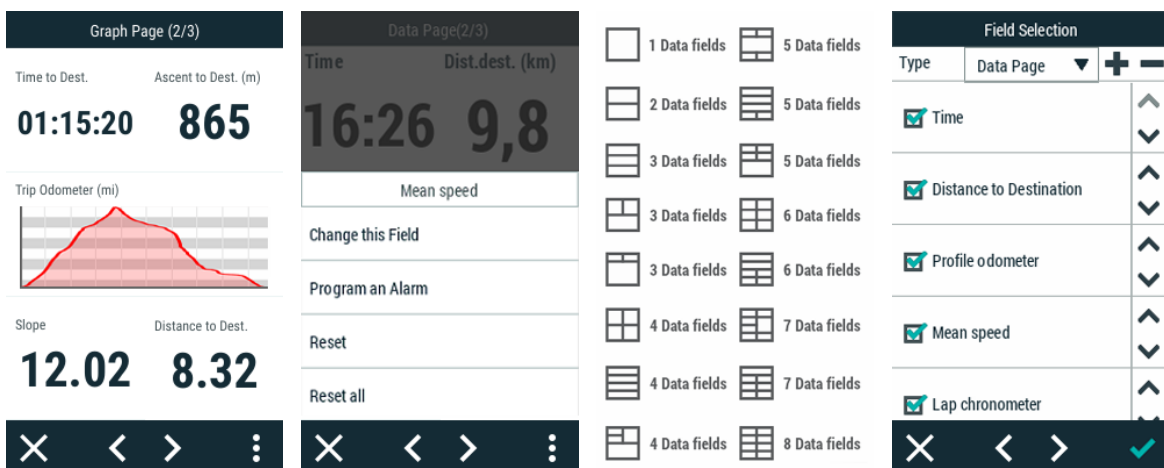 Graph Page (2/3)
Time to Dest. Ascent to Dest. (m)
01:15:20 865
Trip Odometer (mi)
Slope Distance to Dest.
12.02 8.32
Data Page(2/3)
Time Dist.dest. (km)
16:26 9,8
Mean speed
Change this Field
Program an Alarm
Reset
Reset all
1 Data fields 5 Data fields
2 Data fields 5 Data fields
3 Data fields 5 Data fields
3 Data fields 6 Data fields
3 Data fields 6 Data fields
4 Data fields 7 Data fields
4 Data fields 7 Data fields
4 Data fields 8 Data fields
Field Selection
Type Data Page
Time
Distance to Destination
Profile odometer
Mean speed
Lap chronometer